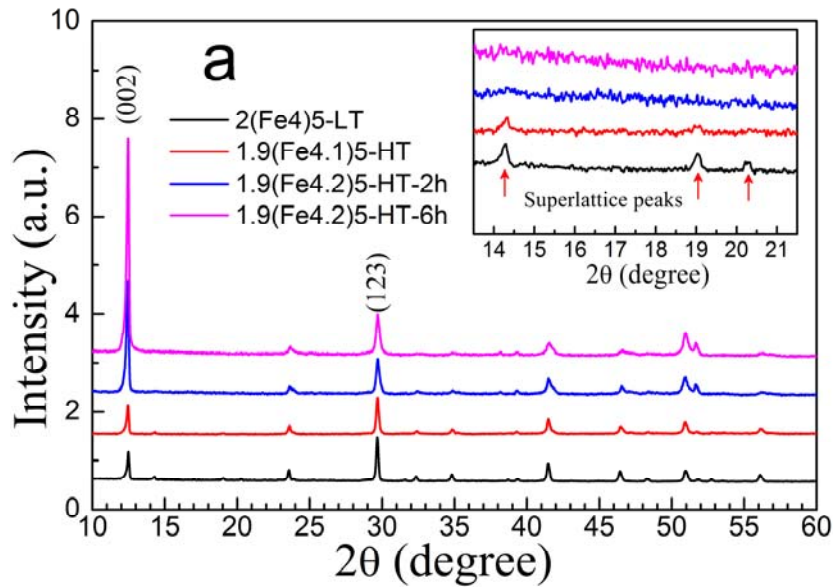 a
(002)
2(Fe4)5-LT
1.9(Fe4.1)5-HT
1.9(Fe4.2)5-HT-2h
1.9(Fe4.2)5-HT-6h
Superlattice peaks
14 15 16 17 18 19 20 21
2θ (degree)
(123)
Intensity (a.u.)
10
8
6
4
2
0
10 15 20 25 30 35 40 45 50 55 60
2θ (degree)